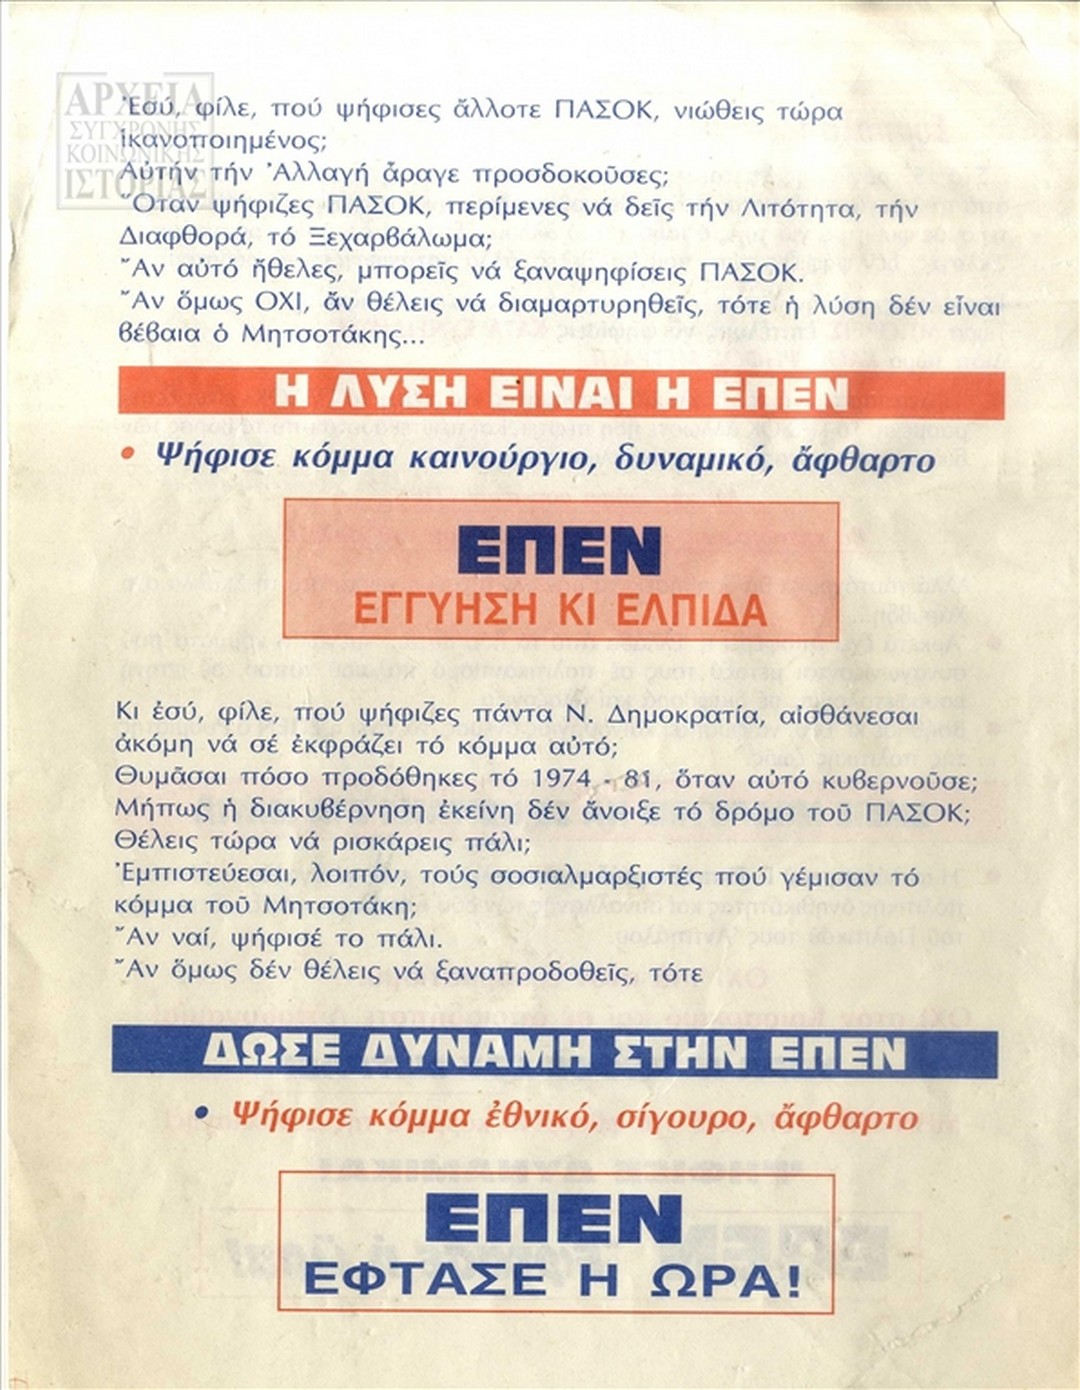 ΑΡΧΕΙΑ
ΣΥΓΧΡΟΝΗΣ
ΚΟΙΝΩΝΙΚΗΣ
ΙΣΤΟΡΙΑΣ
Ἐσύ, φίλε, πού ψήφισες ἄλλοτε ΠΑΣΟΚ, νιώθεις τώρα
ἱκανοποιημένος;
Αὐτήν τήν Ἀλλαγή ἄραγε προσδοκοῦσες;
Ὅταν ψήφιζες ΠΑΣΟΚ, περίμενες νά δεῖς τήν Λιτότητα, τήν
Διαφθορά, τό Ξεχαρβάλωμα;
Ἄν αὐτό ἤθελες, μπορεῖς νά ξαναψηφίσεις ΠΑΣΟΚ.
Ἄν ὅμως ΟΧΙ, ἄν θέλεις νά διαμαρτυρηθεῖς, τότε ἡ λύση δέν εἶναι
βέβαια ὁ Μητσοτάκης...
Η ΛΥΣΗ ΕΙΝΑΙ Η ΕΠΕΝ
• Ψήφισε κόμμα καινούργιο, δυναμικό, ἄφθαρτο
ΕΠΕΝ
ΕΓΓΥΗΣΗ ΚΙ ΕΛΠΙΔΑ
Κι ἐσύ, φίλε, πού ψήφιζες πάντα Ν. Δημοκρατία, αἰσθάνεσαι
ἀκόμη νά σέ ἐκφράζει τό κόμμα αὐτό;
Θυμᾶσαι πόσο προδόθηκες τό 1974 - 81, ὅταν αὐτό κυβερνοῦσε;
Μήπως ἡ διακυβέρνηση ἐκείνη δέν ἄνοιξε τό δρόμο τοῦ ΠΑΣΟΚ;
Θέλεις τώρα νά ρισκάρεις πάλι;
Ἐμπιστεύεσαι, λοιπόν, τούς σοσιαλμαρξιστές πού γέμισαν τό
κόμμα τοῦ Μητσοτάκη;
Ἄν ναί, ψήφισέ το πάλι.
Ἄν ὅμως δέν θέλεις νά ξαναπροδοθεῖς, τότε
ΔΩΣΕ ΔΥΝΑΜΗ ΣΤΗΝ ΕΠΕΝ
• Ψήφισε κόμμα ἐθνικό, σίγουρο, ἄφθαρτο
ΕΠΕΝ
ΕΦΤΑΣΕ Η ΩΡΑ!